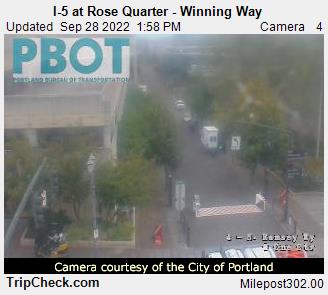 I-5 at Rose Quarter - Winning Way
Updated Sep 28 2022 1:58 PM Camera 4
PBOT
PORTLAND BUREAU OF TRANSPORTATION
Camera courtesy of the City of Portland
TripCheck.com Milepost302.00